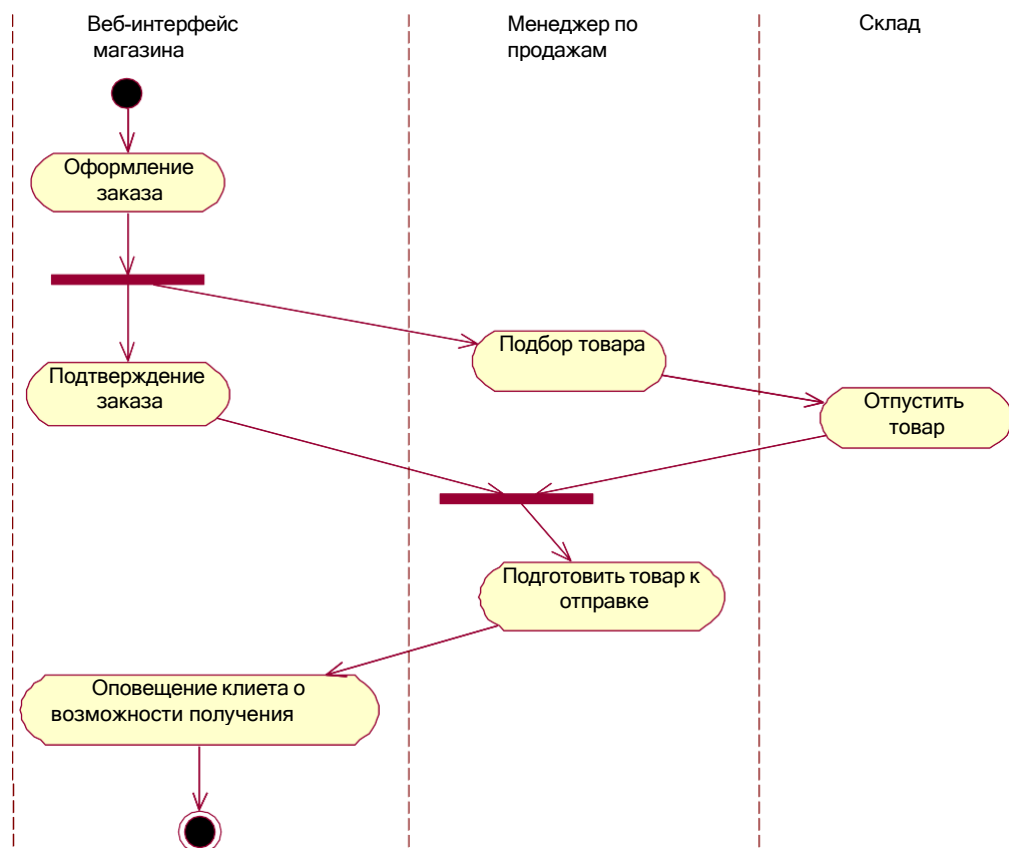 Веб-интерфейс
магазина
Менеджер по
продажам
Склад
Оформление
заказа
Подбор товара
Подтверждение
заказа
Отпустить
товар
Подготовить товар к
отправке
Оповещение клиета о
возможности получения